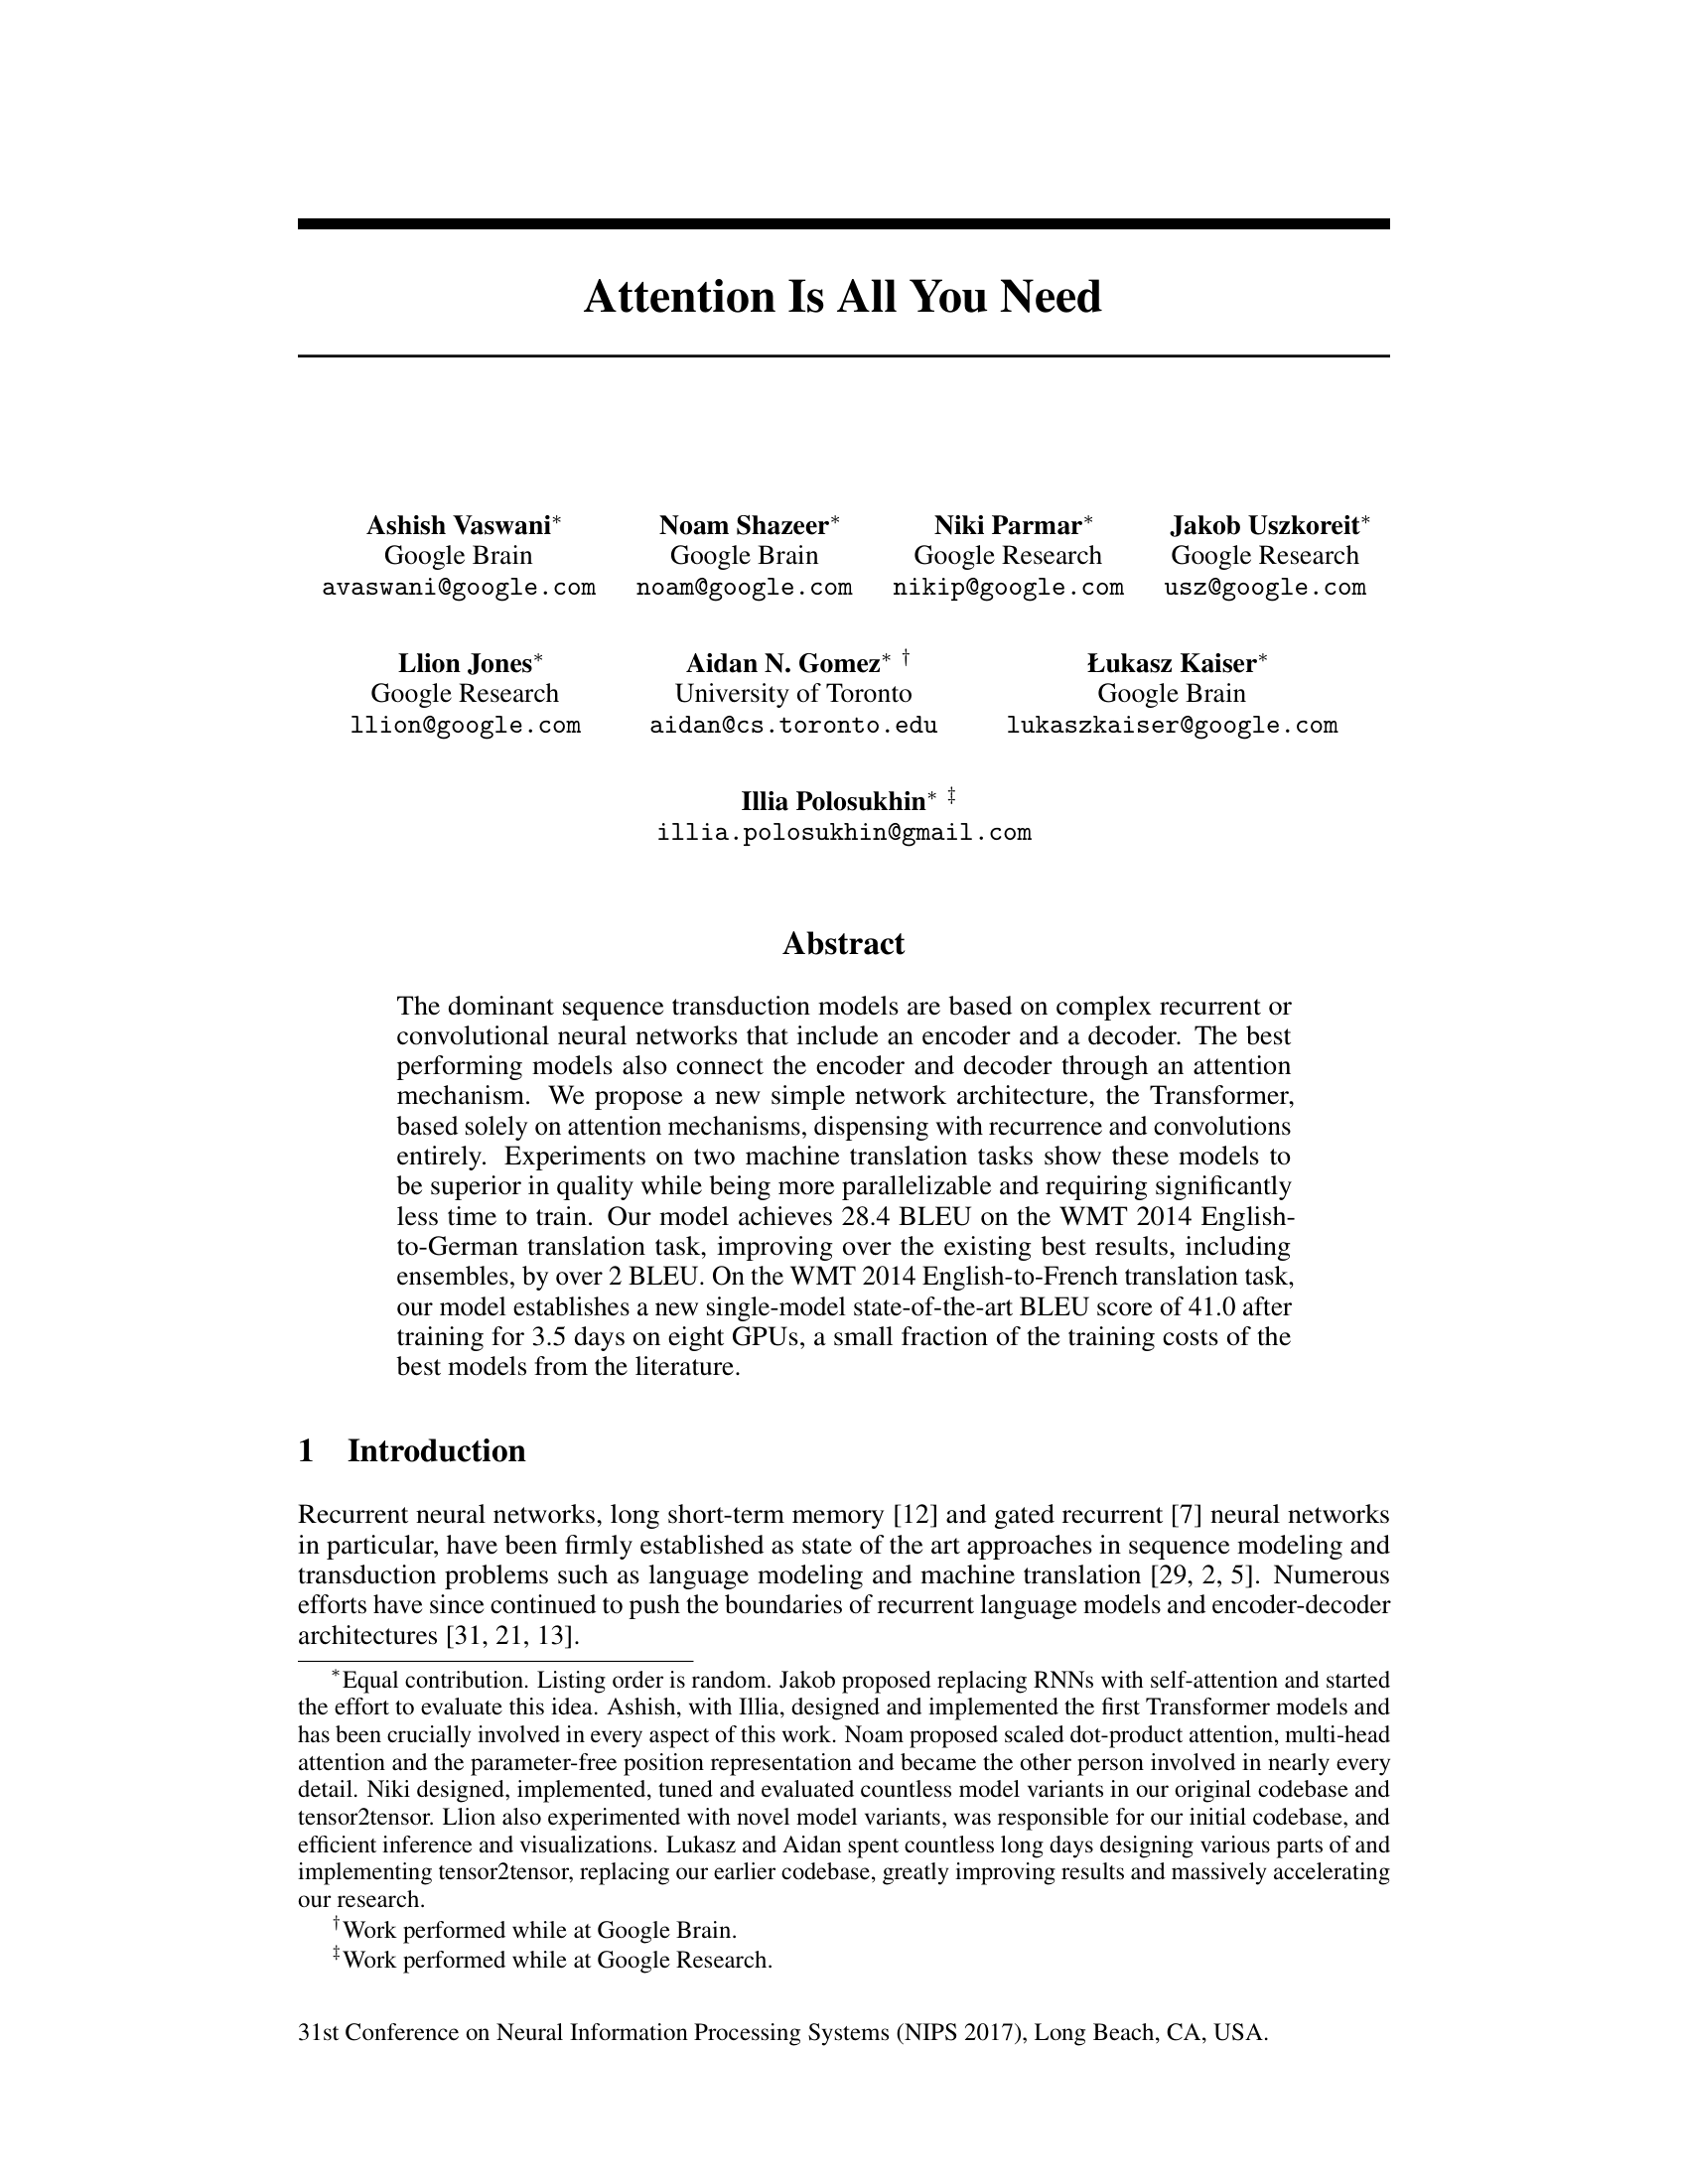 Attention Is All You Need
Ashish Vaswani∗ Noam Shazeer∗ Niki Parmar∗ Jakob Uszkoreit∗
Google Brain Google Brain Google Research Google Research
avaswani@google.com noam@google.com nikip@google.com usz@google.com
Llion Jones∗ Aidan N. Gomez∗ † Łukasz Kaiser∗
Google Research University of Toronto Google Brain
llion@google.com aidan@cs.toronto.edu lukaszkaiser@google.com
Illia Polosukhin∗ ‡
illia.polosukhin@gmail.com
Abstract
The dominant sequence transduction models are based on complex recurrent or
convolutional neural networks that include an encoder and a decoder. The best
performing models also connect the encoder and decoder through an attention
mechanism. We propose a new simple network architecture, the Transformer,
based solely on attention mechanisms, dispensing with recurrence and convolutions
entirely. Experiments on two machine translation tasks show these models to
be superior in quality while being more parallelizable and requiring significantly
less time to train. Our model achieves 28.4 BLEU on the WMT 2014 English-
to-German translation task, improving over the existing best results, including
ensembles, by over 2 BLEU. On the WMT 2014 English-to-French translation task,
our model establishes a new single-model state-of-the-art BLEU score of 41.0 after
training for 3.5 days on eight GPUs, a small fraction of the training costs of the
best models from the literature.
1 Introduction
Recurrent neural networks, long short-term memory [12] and gated recurrent [7] neural networks
in particular, have been firmly established as state of the art approaches in sequence modeling and
transduction problems such as language modeling and machine translation [29, 2, 5]. Numerous
efforts have since continued to push the boundaries of recurrent language models and encoder-decoder
architectures [31, 21, 13].
∗Equal contribution. Listing order is random. Jakob proposed replacing RNNs with self-attention and started
the effort to evaluate this idea. Ashish, with Illia, designed and implemented the first Transformer models and
has been crucially involved in every aspect of this work. Noam proposed scaled dot-product attention, multi-head
attention and the parameter-free position representation and became the other person involved in nearly every
detail. Niki designed, implemented, tuned and evaluated countless model variants in our original codebase and
tensor2tensor. Llion also experimented with novel model variants, was responsible for our initial codebase, and
efficient inference and visualizations. Lukasz and Aidan spent countless long days designing various parts of and
implementing tensor2tensor, replacing our earlier codebase, greatly improving results and massively accelerating
our research.
†Work performed while at Google Brain.
‡Work performed while at Google Research.
31st Conference on Neural Information Processing Systems (NIPS 2017), Long Beach, CA, USA.